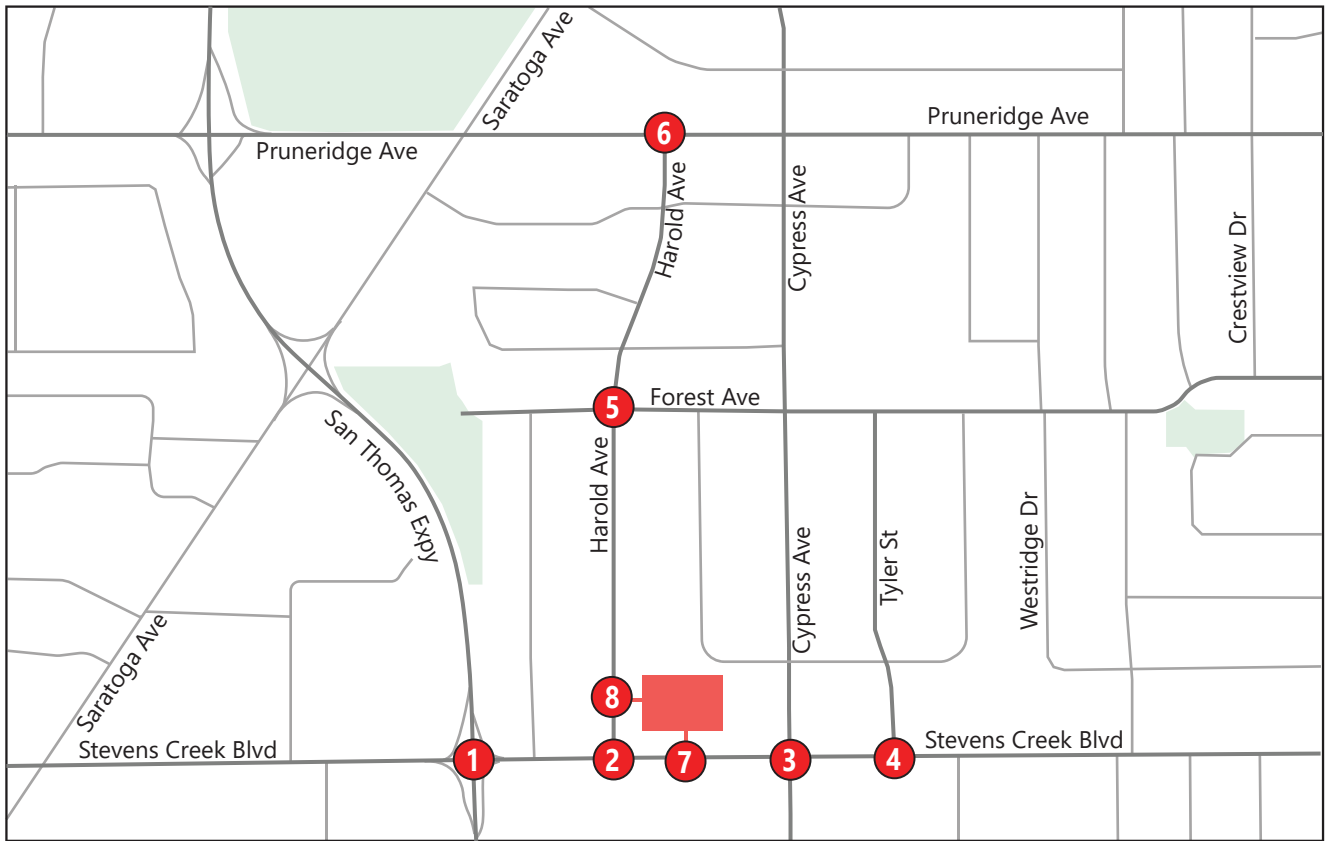 Saratoga Ave
6
Pruneridge Ave
Pruneridge Ave
Harold Ave
Cypress Ave
Crestview Dr
5
Forest Ave
San Thomas Expy
Harold Ave
Cypress Ave
Tyler St
Westridge Dr
Saratoga Ave
8
Stevens Creek Blvd
1
2
7
3
4
Stevens Creek Blvd